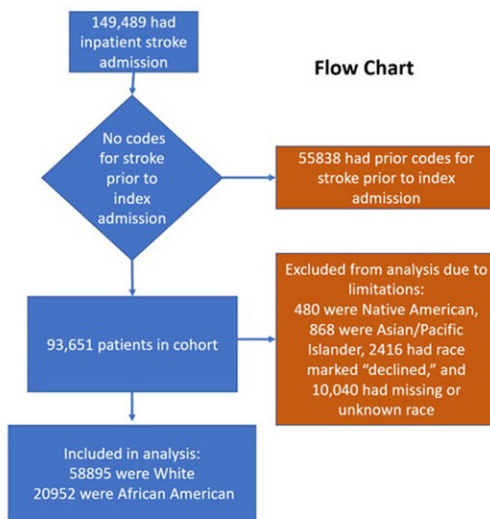 149,489 had
inpatient stroke
admission
Flow Chart
No codes
for stroke
prior to
index
admission
55838 had prior codes for
stroke prior to index
admission
93,651 patients in cohort
Excluded from analysis due to
limitations:
480 were Native American,
868 were Asian/Pacific
Islander, 2416 had race
marked “declined,” and
10,040 had missing or
unknown race
Included in analysis:
58895 were White
20952 were African American